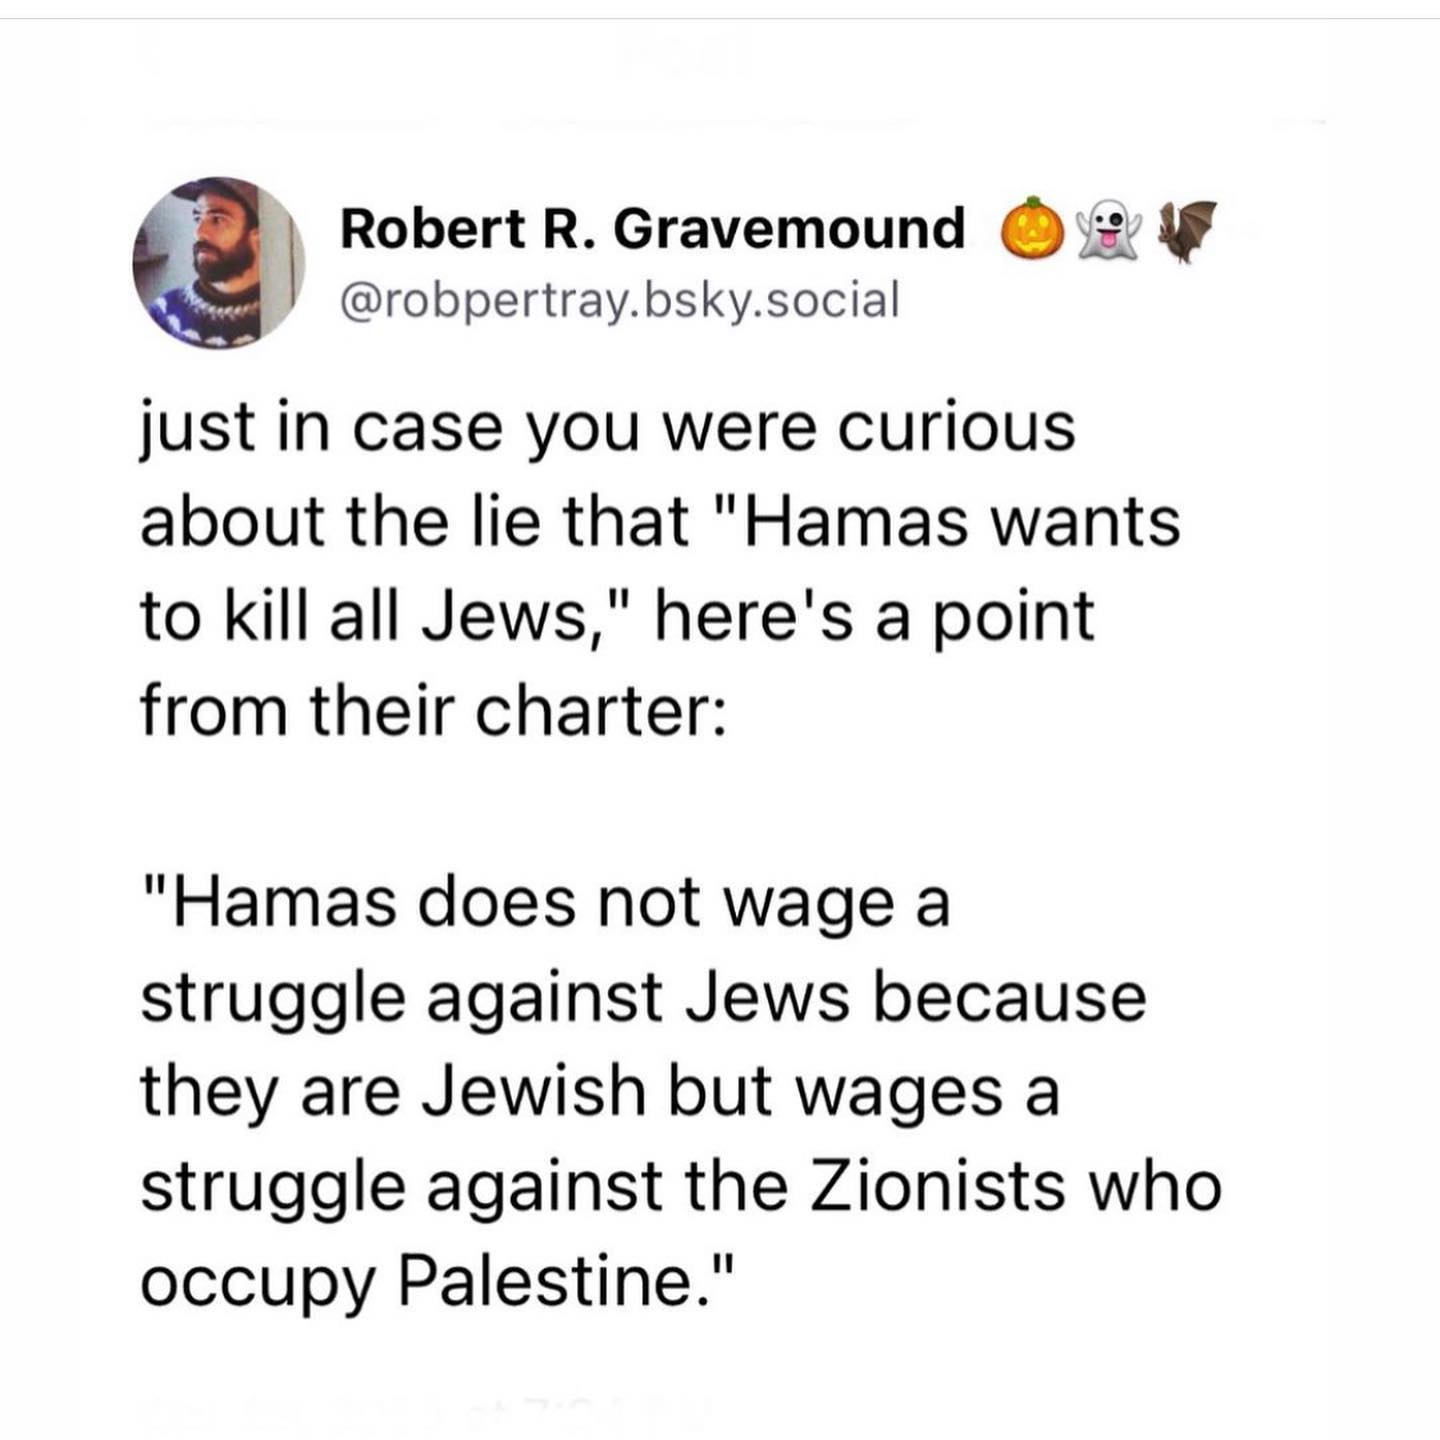 Robert R. Gravemound 🎃👻🦇
@robpertray.bsky.social
just in case you were curious
about the lie that "Hamas wants
to kill all Jews," here's a point
from their charter:
"Hamas does not wage a
struggle against Jews because
they are Jewish but wages a
struggle against the Zionists who
occupy Palestine."